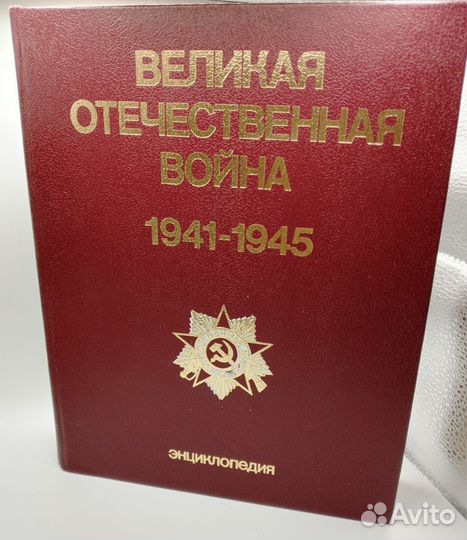 ВЕЛИКАЯ
ОТЕЧЕСТВЕННАЯ
ВОЙНА
1941-1945
ЭНЦИКЛОПЕДИЯ
Avito